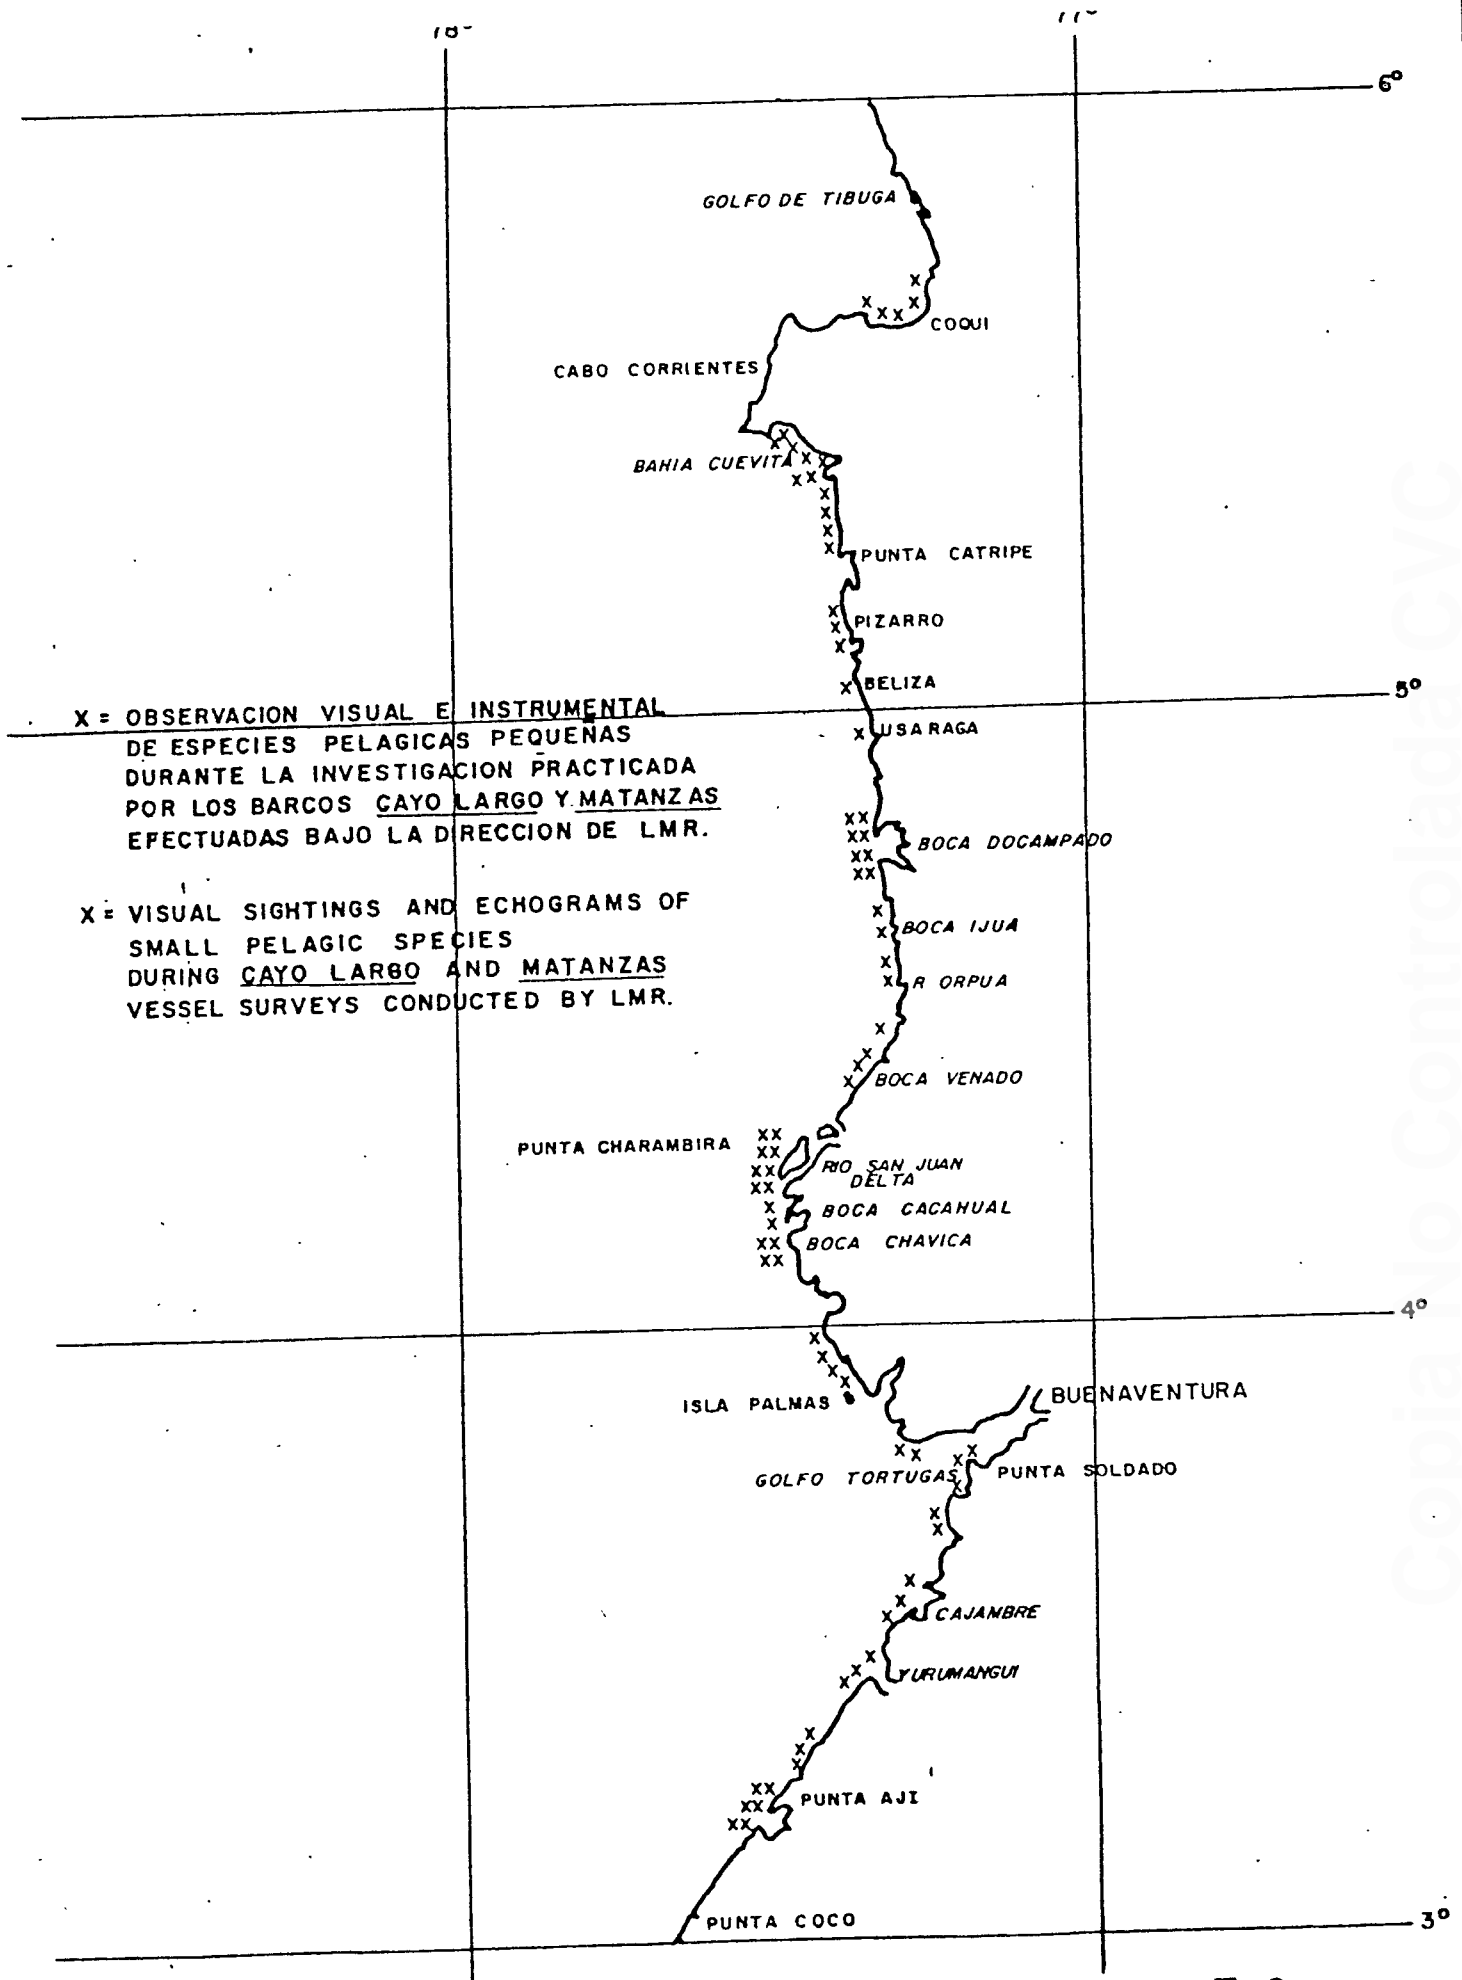 6°
GOLFO DE TIBUGA
COQUI
CABO CORRIENTES
BAHIA CUEVITA
PUNTA CATRIPE
PIZARRO
BELIZA
5°
X = OBSERVACION VISUAL E INSTRUMENTAL
DE ESPECIES PELAGICAS PEQUEÑAS
DURANTE LA INVESTIGACION PRACTICADA
POR LOS BARCOS CAYO LARGO Y MATANZAS
EFECTUADAS BAJO LA DIRECCION DE LMR.
USARAGA
BOCA DOCAMPADO
X = VISUAL SIGHTINGS AND ECHOGRAMS OF
SMALL PELAGIC SPECIES
DURING CAYO LARGO AND MATANZAS
VESSEL SURVEYS CONDUCTED BY LMR.
BOCA IJUA
R ORPUA
BOCA VENADO
PUNTA CHARAMBIRA
RIO SAN JUAN
DELTA
BOCA CACAHUAL
BOCA CHAVICA
4°
ISLA PALMAS
BUENAVENTURA
GOLFO TORTUGAS
PUNTA SOLDADO
CAJAMBRE
YURUMANGUI
PUNTA AJI
PUNTA COCO
3°
Copia No Controlada CVC